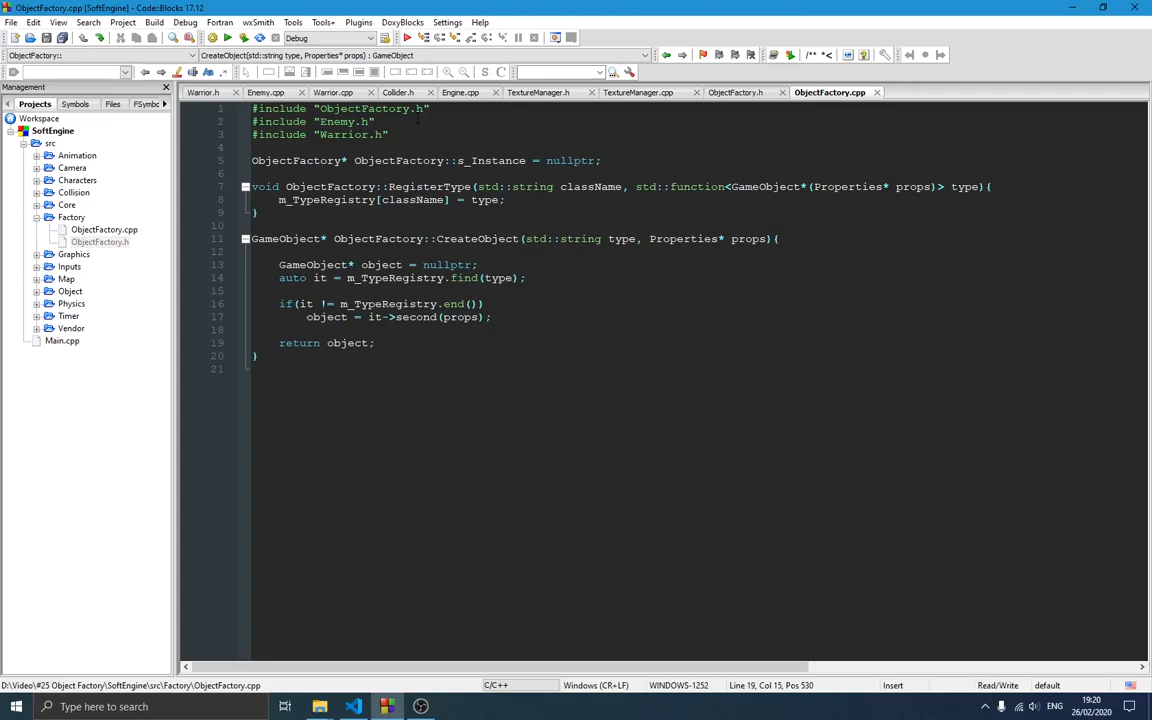 ObjectFactory.cpp [SoftEngine] - Code::Blocks 17.12
File Edit View Search Project Build Debug Fortran wxSmith Tools Tools+ Plugins DoxyBlocks Settings Help
Debug
ObjectFactory:: CreateObject(std::string type, Properties* props) : GameObject
Management
Warrior.h Enemy.cpp Warrior.cpp Collider.h Engine.cpp TextureManager.h TextureManager.cpp ObjectFactory.h ObjectFactory.cpp
Projects Symbols Files FSymbc
Workspace
SoftEngine
src
Animation
Camera
Characters
Collision
Core
Factory
ObjectFactory.cpp
ObjectFactory.h
Graphics
Inputs
Map
Object
Physics
Timer
Vendor
Main.cpp
1 #include "ObjectFactory.h"
2 #include "Enemy.h"
3 #include "Warrior.h"
4
5 ObjectFactory* ObjectFactory::s_Instance = nullptr;
6
7 void ObjectFactory::RegisterType(std::string className, std::function<GameObject*(Properties* props)> type){
8 m_TypeRegistry[className] = type;
9 }
10
11 GameObject* ObjectFactory::CreateObject(std::string type, Properties* props){
12
13 GameObject* object = nullptr;
14 auto it = m_TypeRegistry.find(type);
15
16 if(it != m_TypeRegistry.end())
17 object = it->second(props);
18
19 return object;
20 }
21
D:\Video\#25 Object Factory\SoftEngine\src\Factory\ObjectFactory.cpp C/C++ Windows (CR+LF) WINDOWS-1252 Line 19, Col 15, Pos 530 Insert Read/Write default
Type here to search
ENG
19:20
26/02/2020